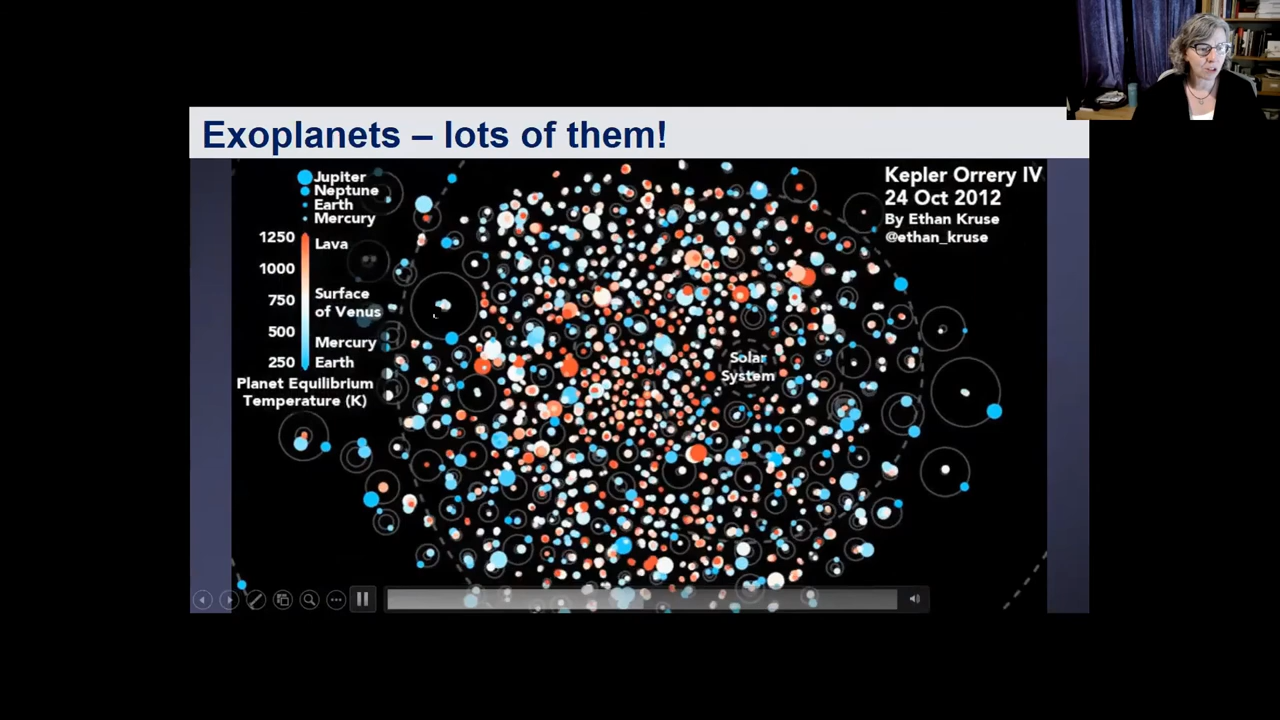 Exoplanets – lots of them!
Jupiter
Neptune
Earth
Mercury
1250
Lava
1000
750
Surface
of Venus
500
Mercury
250
Earth
Planet Equilibrium
Temperature (K)
Kepler Orrery IV
24 Oct 2012
By Ethan Kruse
@ethan_kruse
Solar
System